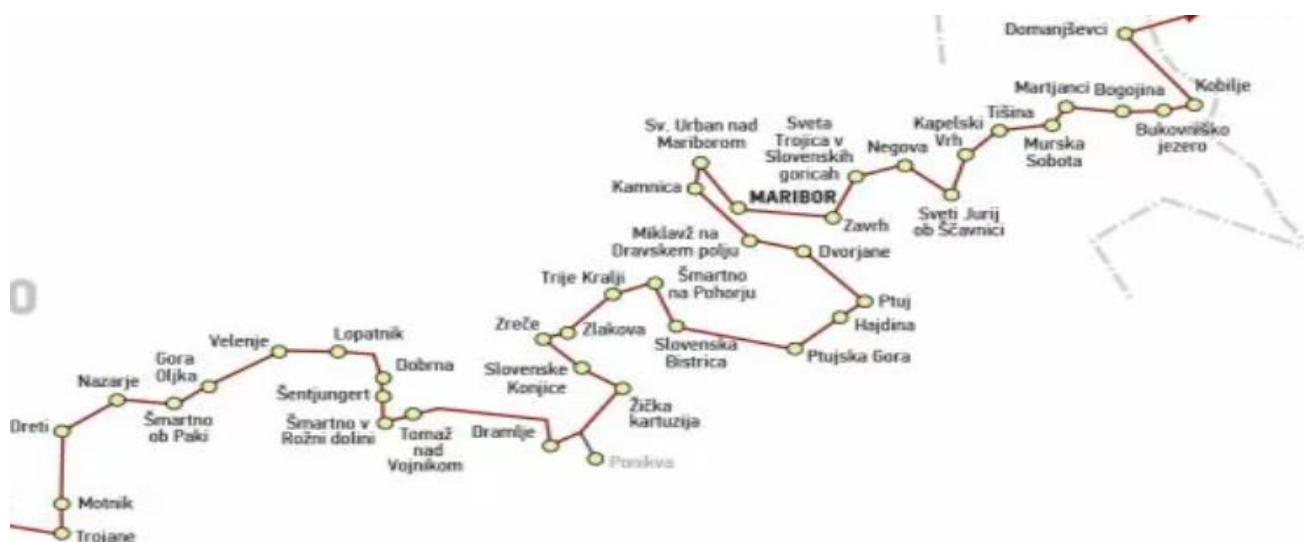 Domanjševci
Kobilje
Martjanci
Bogojina
Bukovniško
jezero
Tišina
Murska
Sobota
Kapelski
Vrh
Sveti Jurij
ob Ščavnici
Negova
Sveta
Trojica v
Slovenskih
goricah
Zavrh
MARIBOR
Sv. Urban nad
Mariborom
Kamnica
Miklavž na
Dravskem polju
Dvorjane
Ptuj
Hajdina
Ptujska Gora
Slovenska
Bistrica
Šmartno
na Pohorju
Trije Kralji
Zlakova
Zreče
Slovenske
Konjice
Žička
kartuzija
Ponikva
Dramlje
Tomaž
nad
Vojnikom
Šmartno v
Rožni dolini
Šentjungert
Dobrna
Lopatnik
Velenje
Gora
Oljka
Šmartno
ob Paki
Nazarje
Dreti
Motnik
Trojane
O